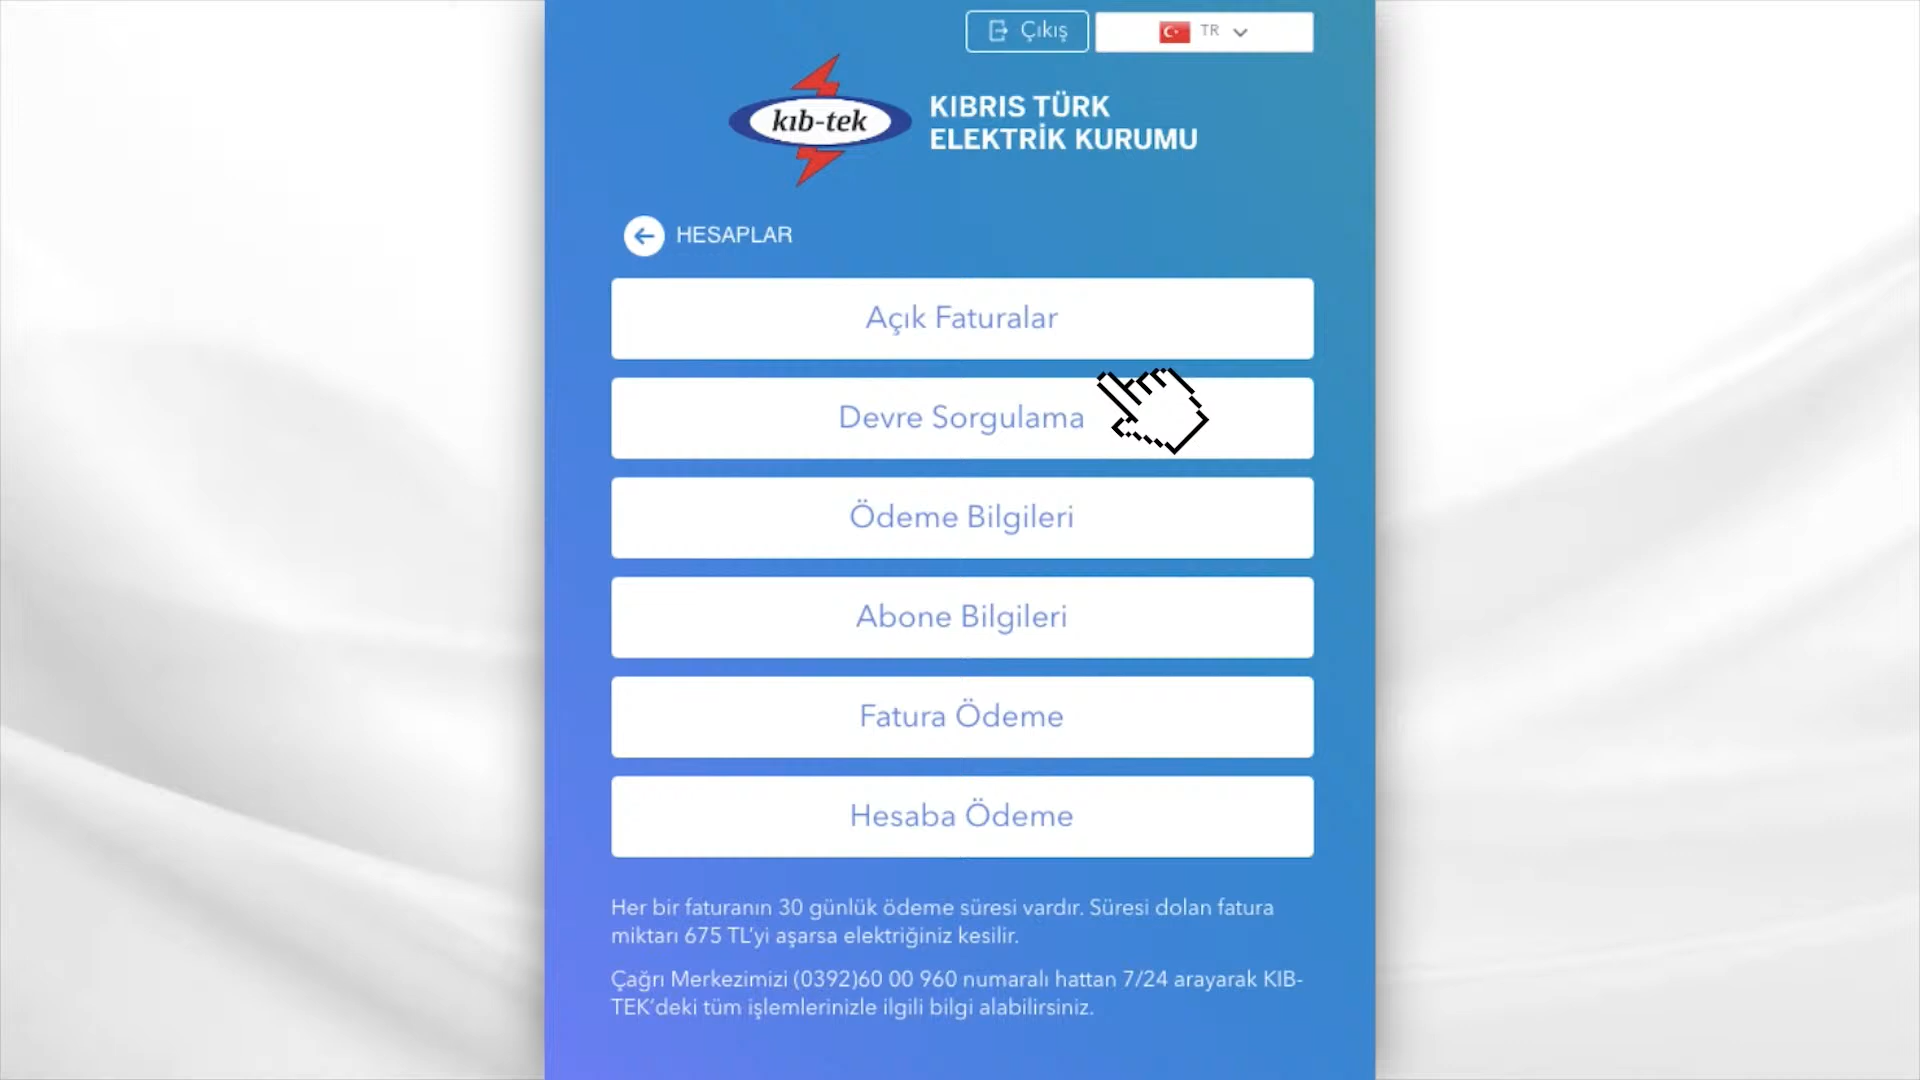 Çıkış
TR
kıb-tek
KIBRIS TÜRK
ELEKTRİK KURUMU
HESAPLAR
Açık Faturalar
Devre Sorgulama
Ödeme Bilgileri
Abone Bilgileri
Fatura Ödeme
Hesaba Ödeme
Her bir faturanın 30 günlük ödeme süresi vardır. Süresi dolan fatura
miktarı 675 TL’yi aşarsa elektriğiniz kesilir.
Çağrı Merkezimizi (0392)60 00 960 numaralı hattan 7/24 arayarak KIB-
TEK’deki tüm işlemlerinizle ilgili bilgi alabilirsiniz.